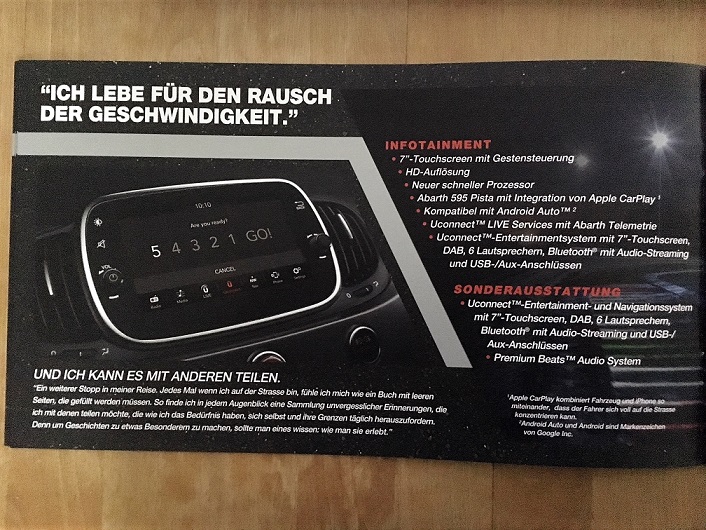 “ICH LEBE FÜR DEN RAUSCH
DER GESCHWINDIGKEIT.”
INFOTAINMENT
• 7"-Touchscreen mit Gestensteuerung
• HD-Auflösung
• Neuer schneller Prozessor
• Abarth 595 Pista mit Integration von Apple CarPlay ¹
• Kompatibel mit Android Auto™ ²
• Uconnect™ LIVE Services mit Abarth Telemetrie
• Uconnect™-Entertainmentsystem mit 7"-Touchscreen,
DAB, 6 Lautsprechern, Bluetooth® mit Audio-Streaming
und USB-/Aux-Anschlüssen
SONDERAUSSTATTUNG
• Uconnect™-Entertainment- und Navigationssystem
mit 7"-Touchscreen, DAB, 6 Lautsprechern,
Bluetooth® mit Audio-Streaming und USB-/
Aux-Anschlüssen
• Premium Beats™ Audio System
¹Apple CarPlay kombiniert Fahrzeug und iPhone so
miteinander, dass der Fahrer sich voll auf die Strasse
konzentrieren kann.
²Android Auto und Android sind Markenzeichen
von Google Inc.
10:10
Are you ready?
5 4 3 2 1 GO!
CANCEL
VOL
Radio Media LIVE Nav Phone Settings
UND ICH KANN ES MIT ANDEREN TEILEN.
“Ein weiterer Stopp in meiner Reise. Jedes Mal wenn ich auf der Strasse bin, fühle ich mich wie ein Buch mit leeren
Seiten, die gefüllt werden müssen. So finde ich in jedem Augenblick eine Sammlung unvergesslicher Erinnerungen, die
ich mit denen teilen möchte, die wie ich das Bedürfnis haben, sich selbst und ihre Grenzen täglich herauszufordern.
Denn um Geschichten zu etwas Besonderem zu machen, sollte man eines wissen: wie man sie erlebt.”